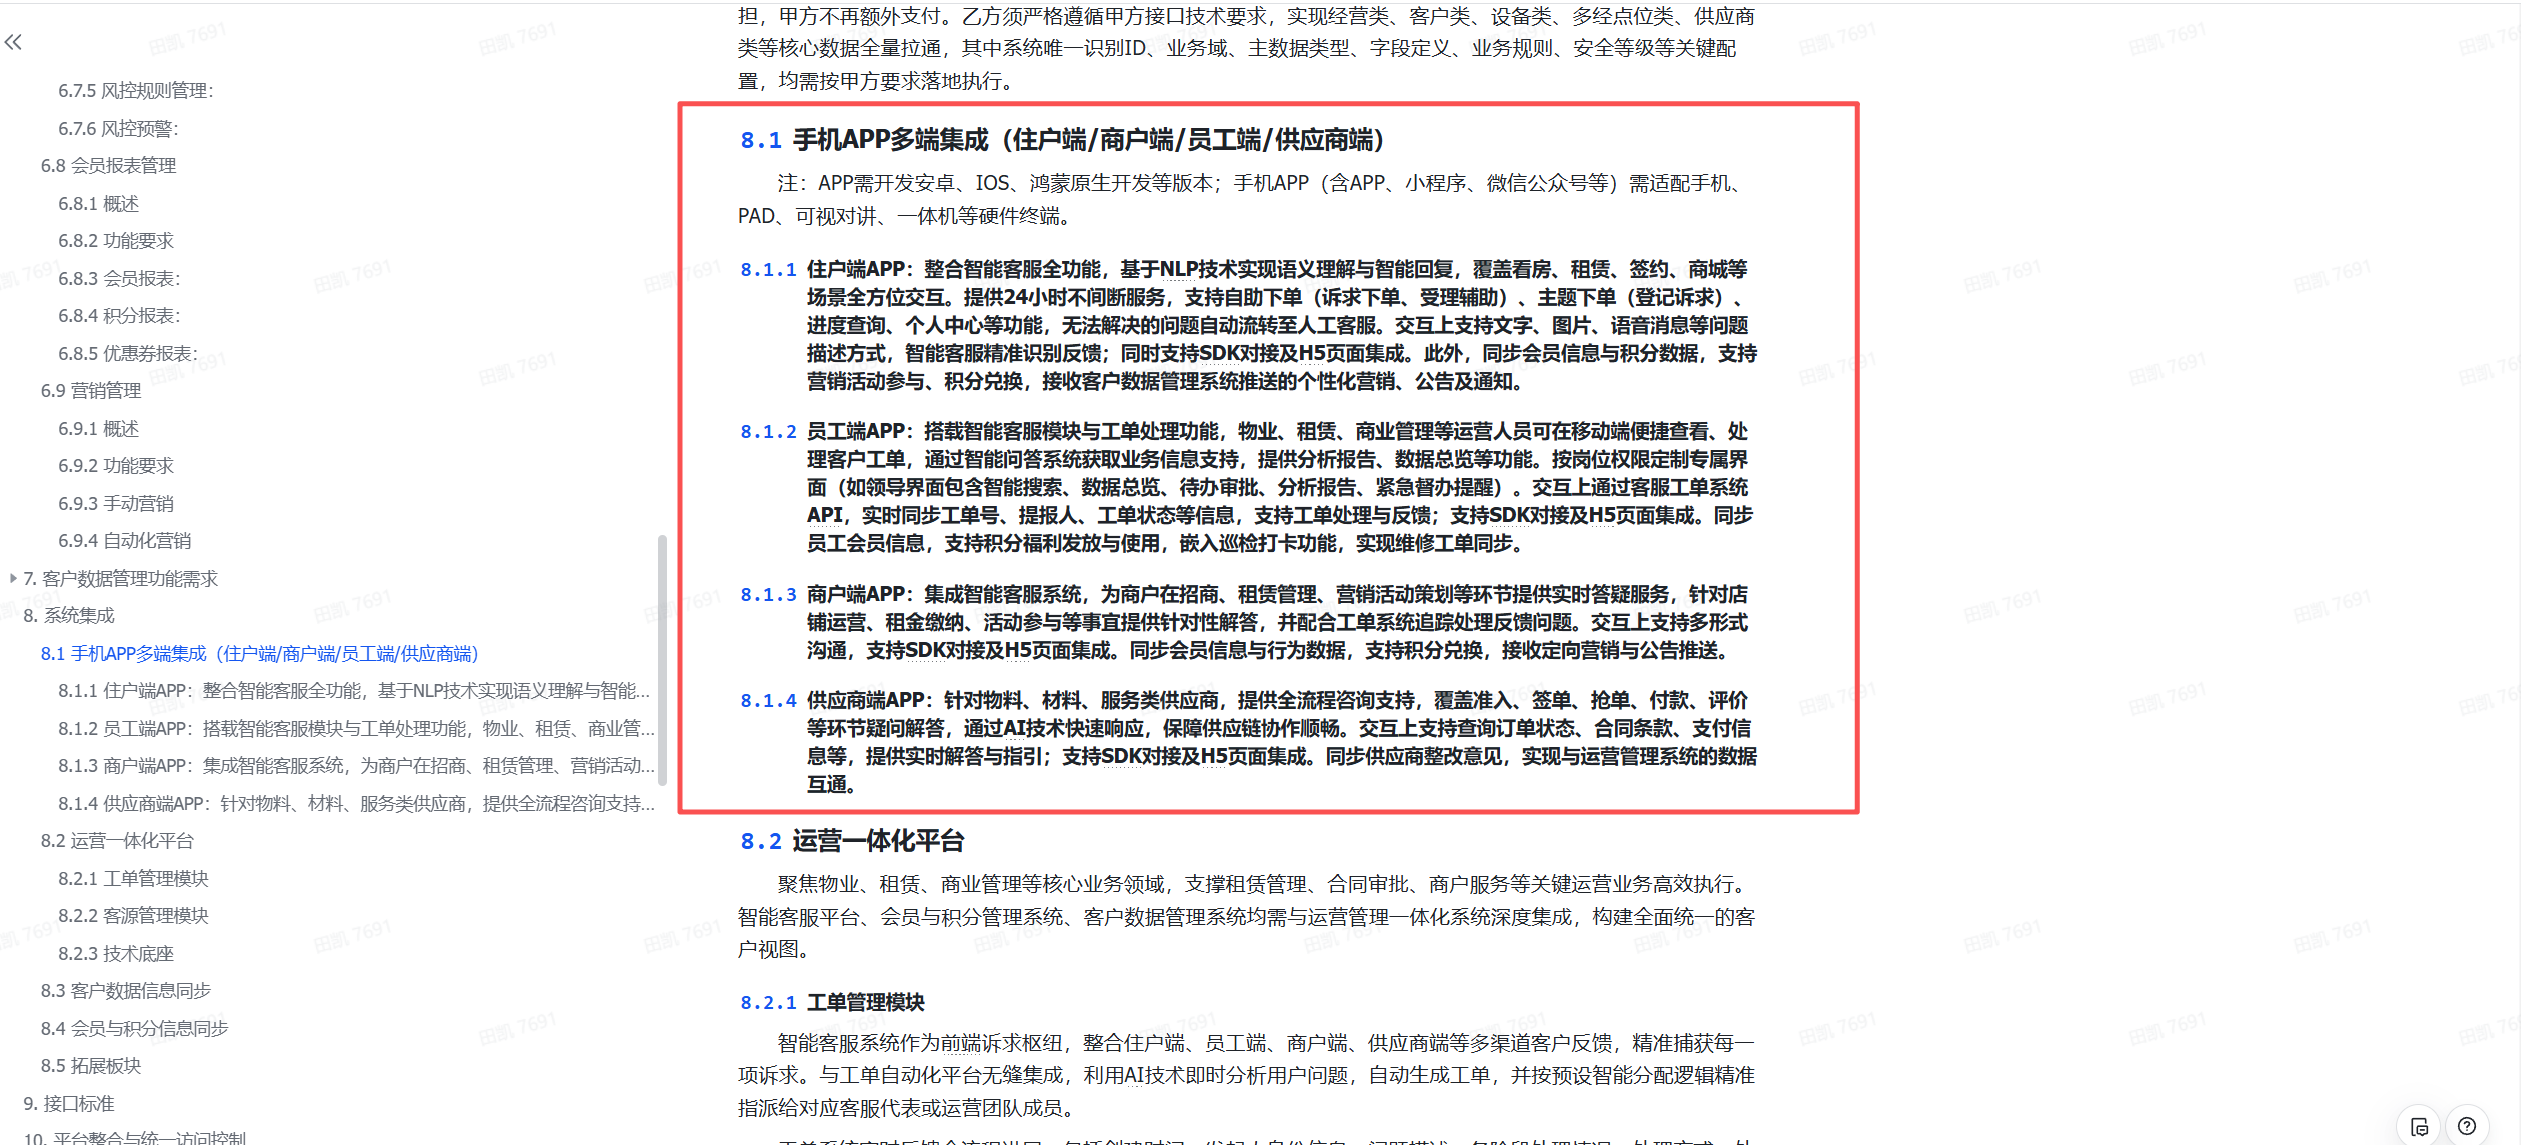 6.7.5 风控规则管理：
6.7.6 风控预警：
6.8 会员报表管理
6.8.1 概述
6.8.2 功能要求
6.8.3 会员报表：
6.8.4 积分报表：
6.8.5 优惠券报表：
6.9 营销管理
6.9.1 概述
6.9.2 功能要求
6.9.3 手动营销
6.9.4 自动化营销
7. 客户数据管理功能需求
8. 系统集成
8.1 手机APP多端集成（住户端/商户端/员工端/供应商端）
8.1.1 住户端APP：整合智能客服全功能，基于NLP技术实现语义理解与智能...
8.1.2 员工端APP：搭载智能客服模块与工单处理功能，物业、租赁、商业管...
8.1.3 商户端APP：集成智能客服系统，为商户在招商、租赁管理、营销活动...
8.1.4 供应商端APP：针对物料、材料、服务类供应商，提供全流程咨询支持...
8.2 运营一体化平台
8.2.1 工单管理模块
8.2.2 客源管理模块
8.2.3 技术底座
8.3 客户数据信息同步
8.4 会员与积分信息同步
8.5 拓展板块
9. 接口标准
10. 平台整合与统一访问控制
担，甲方不再额外支付。乙方须严格遵循甲方接口技术要求，实现经营类、客户类、设备类、多经点位类、供应商
类等核心数据全量拉通，其中系统唯一识别ID、业务域、主数据类型、字段定义、业务规则、安全等级等关键配
置，均需按甲方要求落地执行。
8.1 手机APP多端集成（住户端/商户端/员工端/供应商端）
注：APP需开发安卓、IOS、鸿蒙原生开发等版本；手机APP（含APP、小程序、微信公众号等）需适配手机、
PAD、可视对讲、一体机等硬件终端。
8.1.1 住户端APP：整合智能客服全功能，基于NLP技术实现语义理解与智能回复，覆盖看房、租赁、签约、商城等
场景全方位交互。提供24小时不间断服务，支持自助下单（诉求下单、受理辅助）、主题下单（登记诉求）、
进度查询、个人中心等功能，无法解决的问题自动流转至人工客服。交互上支持文字、图片、语音消息等问题
描述方式，智能客服精准识别反馈；同时支持SDK对接及H5页面集成。此外，同步会员信息与积分数据，支持
营销活动参与、积分兑换，接收客户数据管理系统推送的个性化营销、公告及通知。
8.1.2 员工端APP：搭载智能客服模块与工单处理功能，物业、租赁、商业管理等运营人员可在移动端便捷查看、处
理客户工单，通过智能问答系统获取业务信息支持，提供分析报告、数据总览等功能。按岗位权限定制专属界
面（如领导界面包含智能搜索、数据总览、待办审批、分析报告、紧急督办提醒）。交互上通过客服工单系统
API，实时同步工单号、提报人、工单状态等信息，支持工单处理与反馈；支持SDK对接及H5页面集成。同步
员工会员信息，支持积分福利发放与使用，嵌入巡检打卡功能，实现维修工单同步。
8.1.3 商户端APP：集成智能客服系统，为商户在招商、租赁管理、营销活动策划等环节提供实时答疑服务，针对店
铺运营、租金缴纳、活动参与等事宜提供针对性解答，并配合工单系统追踪处理反馈问题。交互上支持多形式
沟通，支持SDK对接及H5页面集成。同步会员信息与行为数据，支持积分兑换，接收定向营销与公告推送。
8.1.4 供应商端APP：针对物料、材料、服务类供应商，提供全流程咨询支持，覆盖准入、签单、抢单、付款、评价
等环节疑问解答，通过AI技术快速响应，保障供应链协作顺畅。交互上支持查询订单状态、合同条款、支付信
息等，提供实时解答与指引；支持SDK对接及H5页面集成。同步供应商整改意见，实现与运营管理系统的数据
互通。
8.2 运营一体化平台
聚焦物业、租赁、商业管理等核心业务领域，支撑租赁管理、合同审批、商户服务等关键运营业务高效执行。
智能客服平台、会员与积分管理系统、客户数据管理系统均需与运营管理一体化系统深度集成，构建全面统一的客
户视图。
8.2.1 工单管理模块
智能客服系统作为前端诉求枢纽，整合住户端、员工端、商户端、供应商端等多渠道客户反馈，精准捕获每一
项诉求。与工单自动化平台无缝集成，利用AI技术即时分析用户问题，自动生成工单，并按预设智能分配逻辑精准
指派给对应客服代表或运营团队成员。
田凯 7691